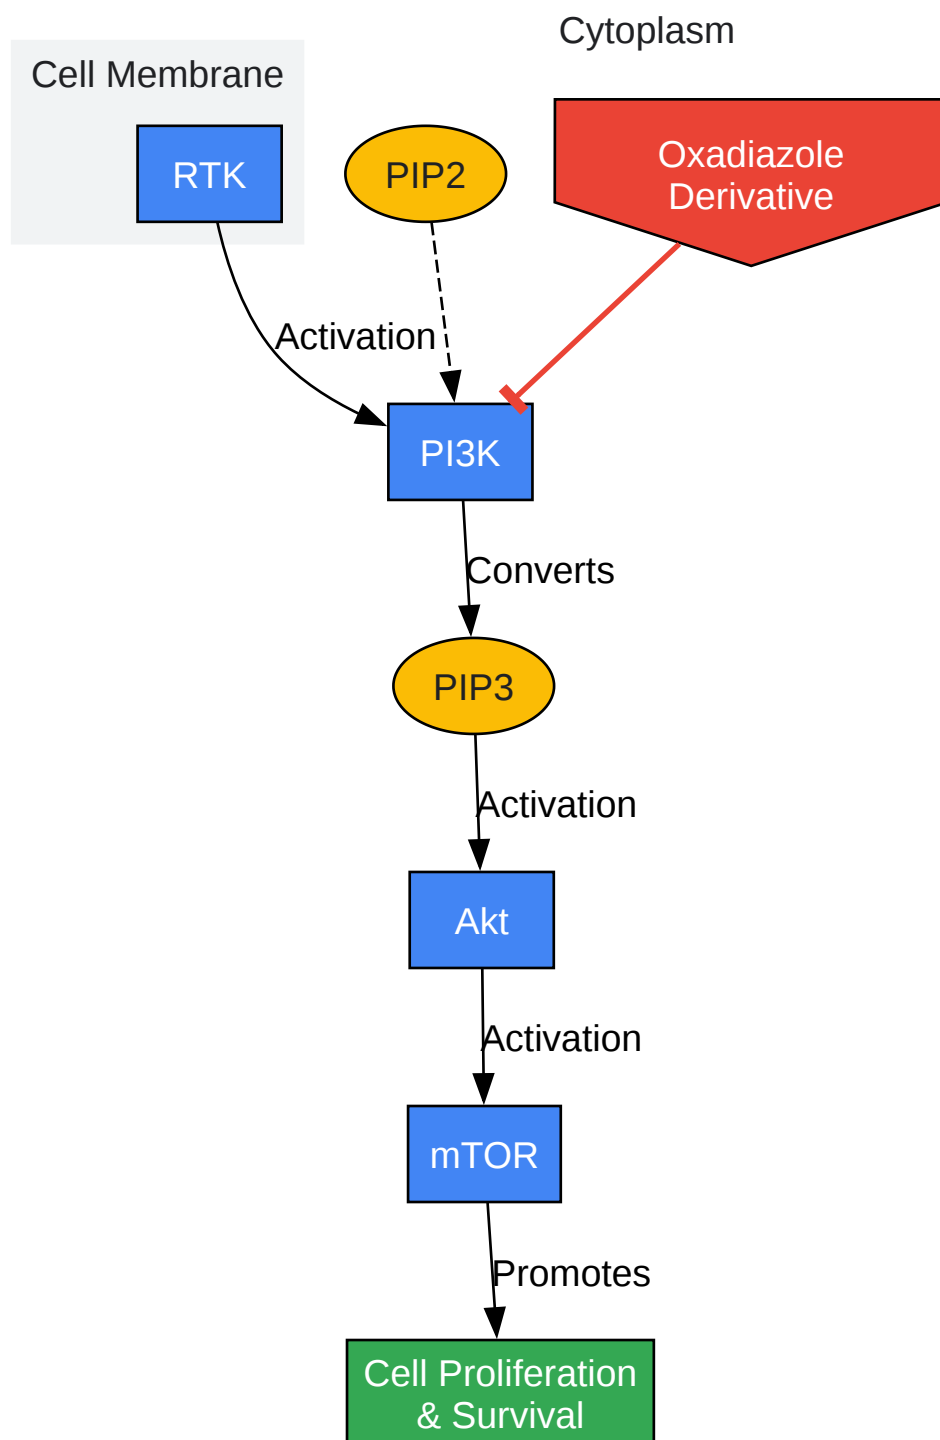 Cytoplasm
Cell Membrane
RTK
PIP2
Oxadiazole
Derivative
Activation
PI3K
Converts
PIP3
Activation
Akt
Activation
mTOR
Promotes
Cell Proliferation
& Survival